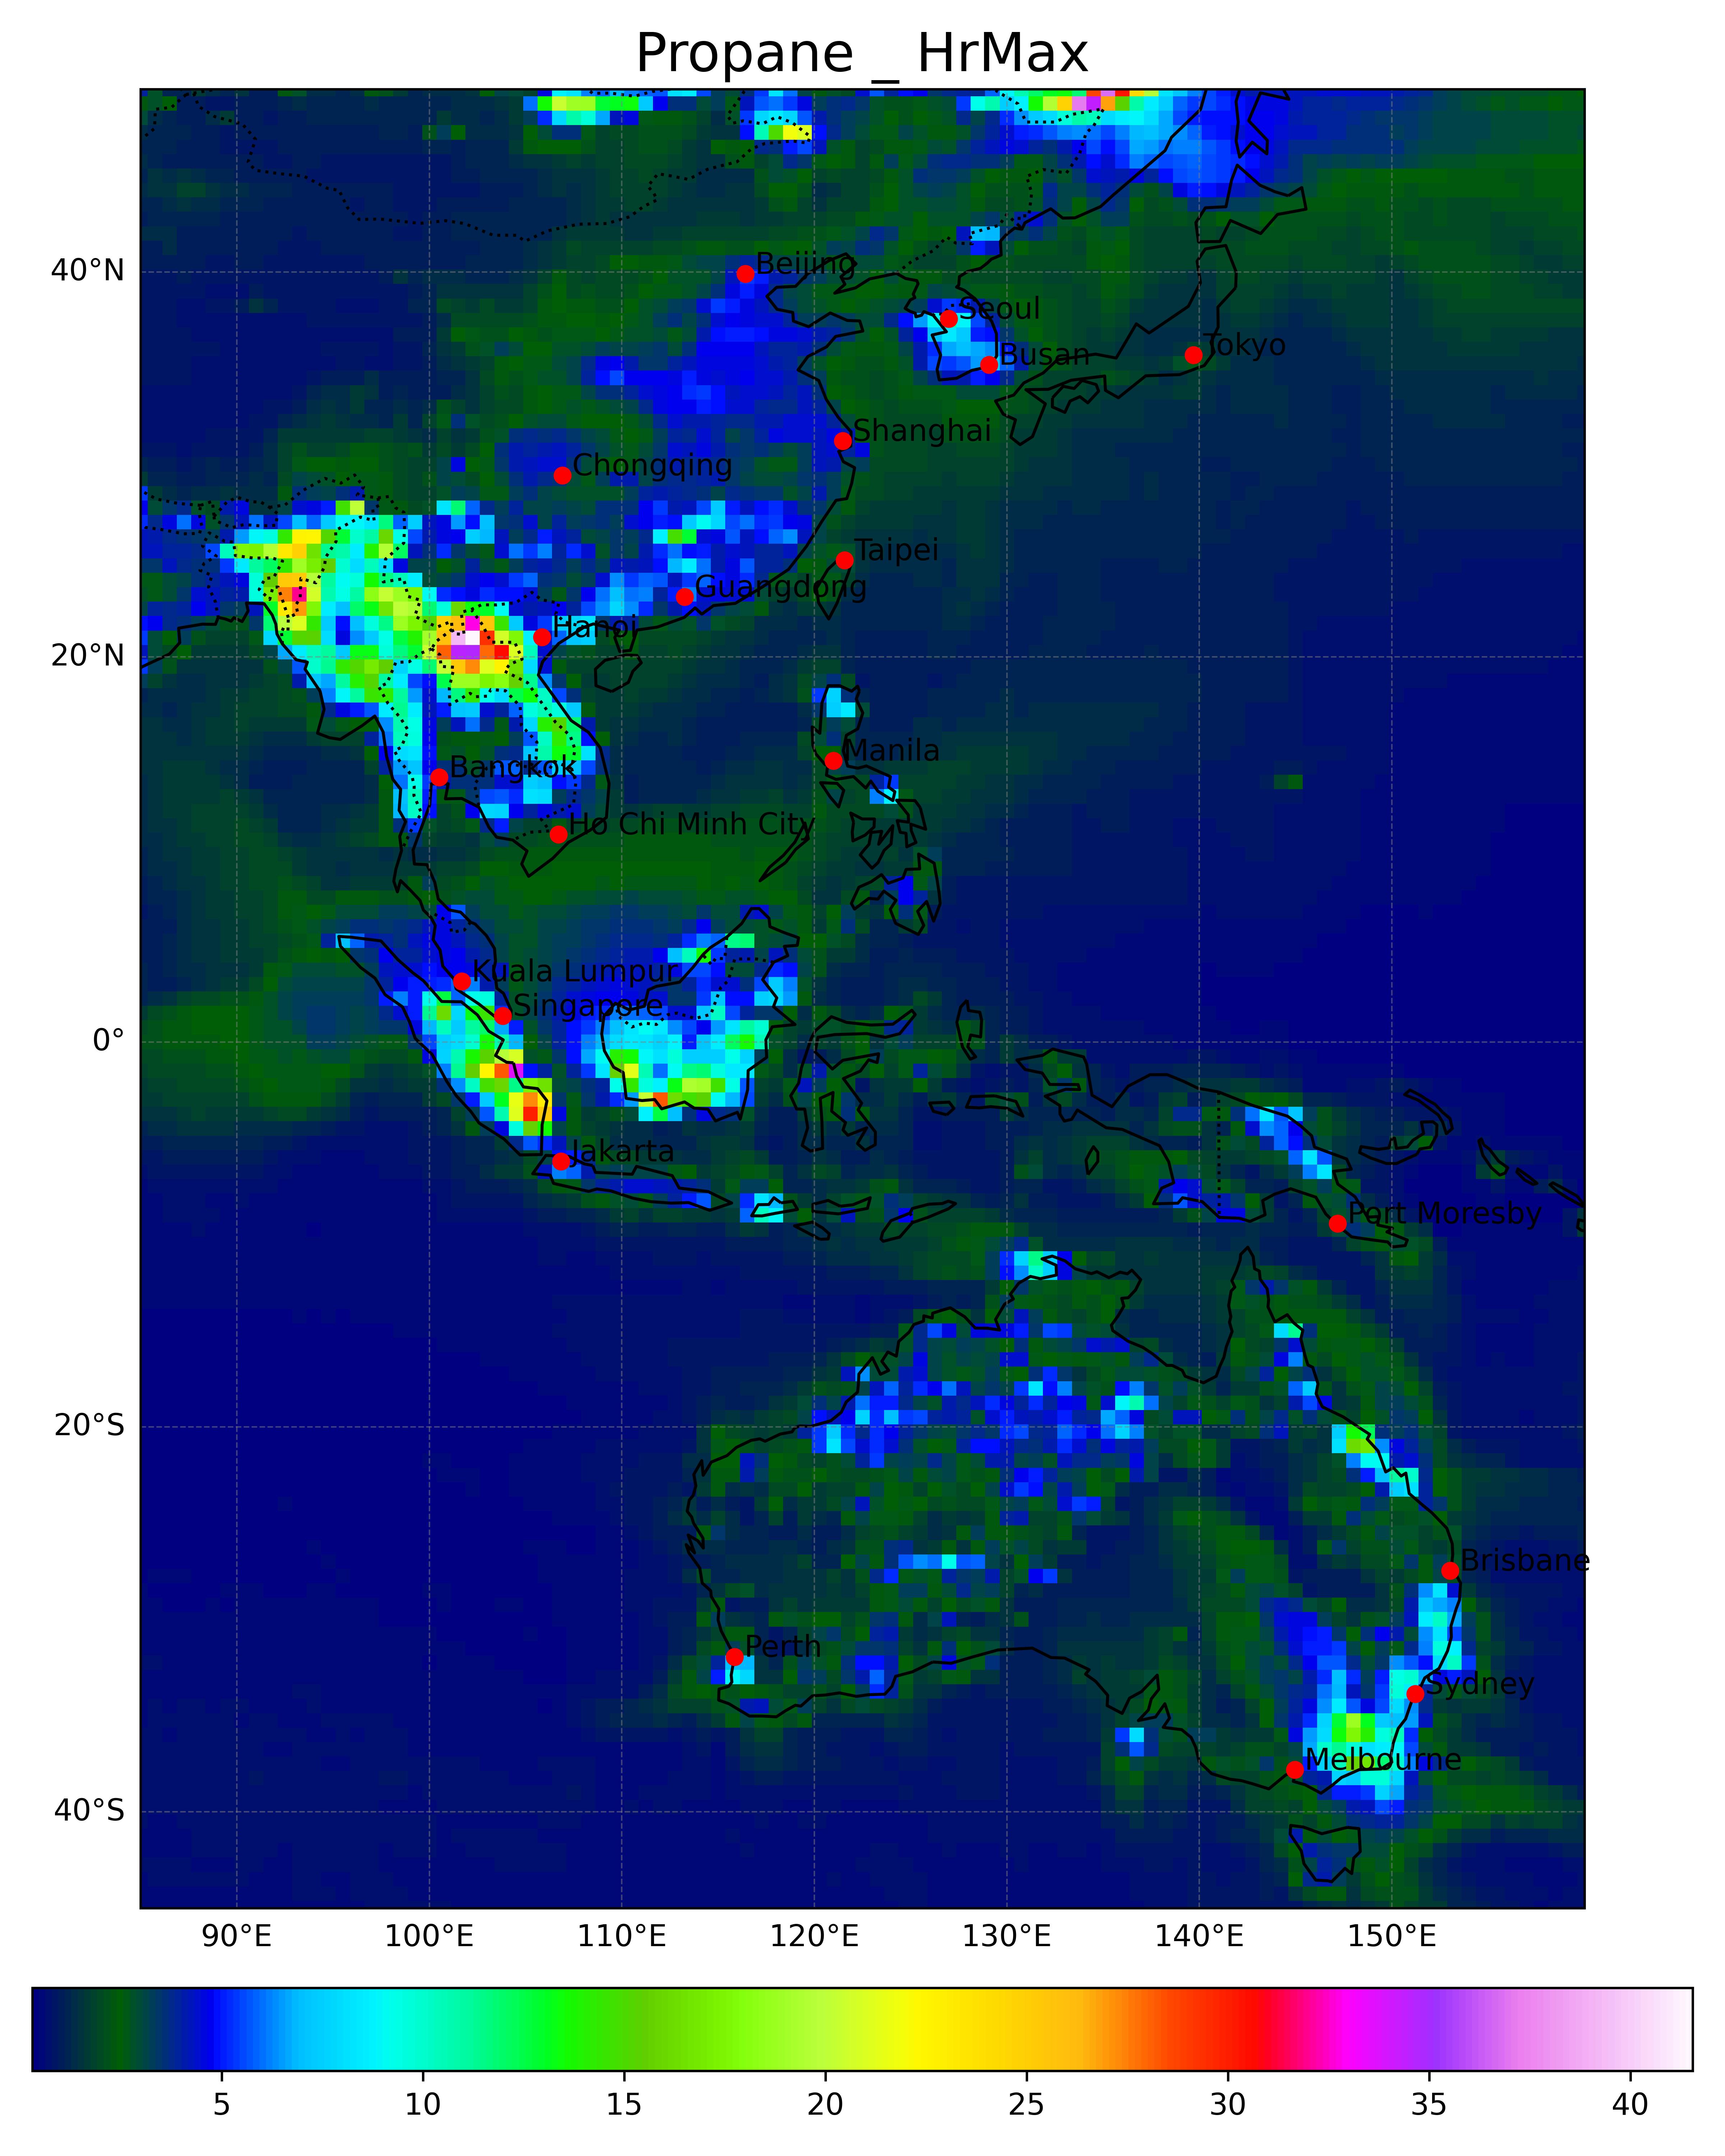 Propane _ HrMax
40°N
20°N
0°
20°S
40°S
Beijing
Seoul
Busan
Tokyo
Shanghai
Chongqing
Taipei
Guangdong
Hanoi
Manila
Bangkok
Ho Chi Minh City
Kuala Lumpur
Singapore
Jakarta
Port Moresby
Brisbane
Perth
Sydney
Melbourne
90°E 100°E 110°E 120°E 130°E 140°E 150°E
5 10 15 20 25 30 35 40